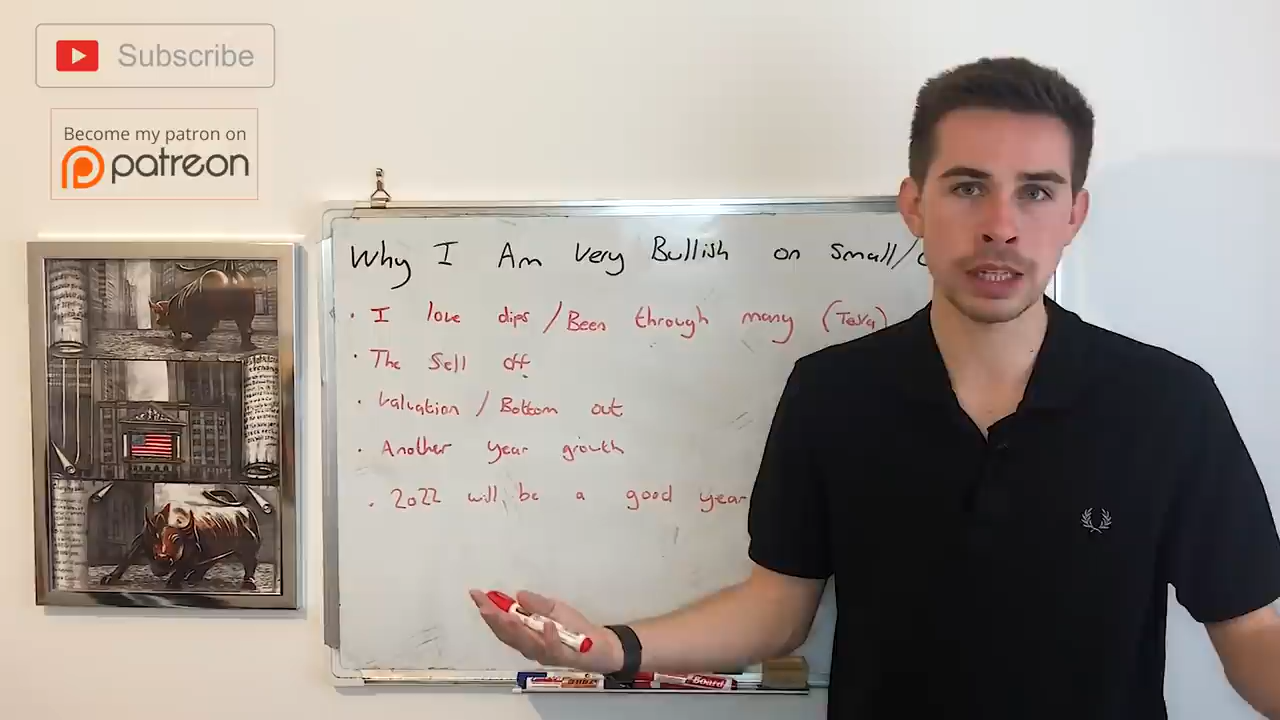 Subscribe
Become my patron on
patreon
Why I Am Very Bullish on Small/
• I love dips / Been through many (Teva)
• The Sell off
• Valuation / Bottom out
• Another year growth
• 2022 will be a good year
Board